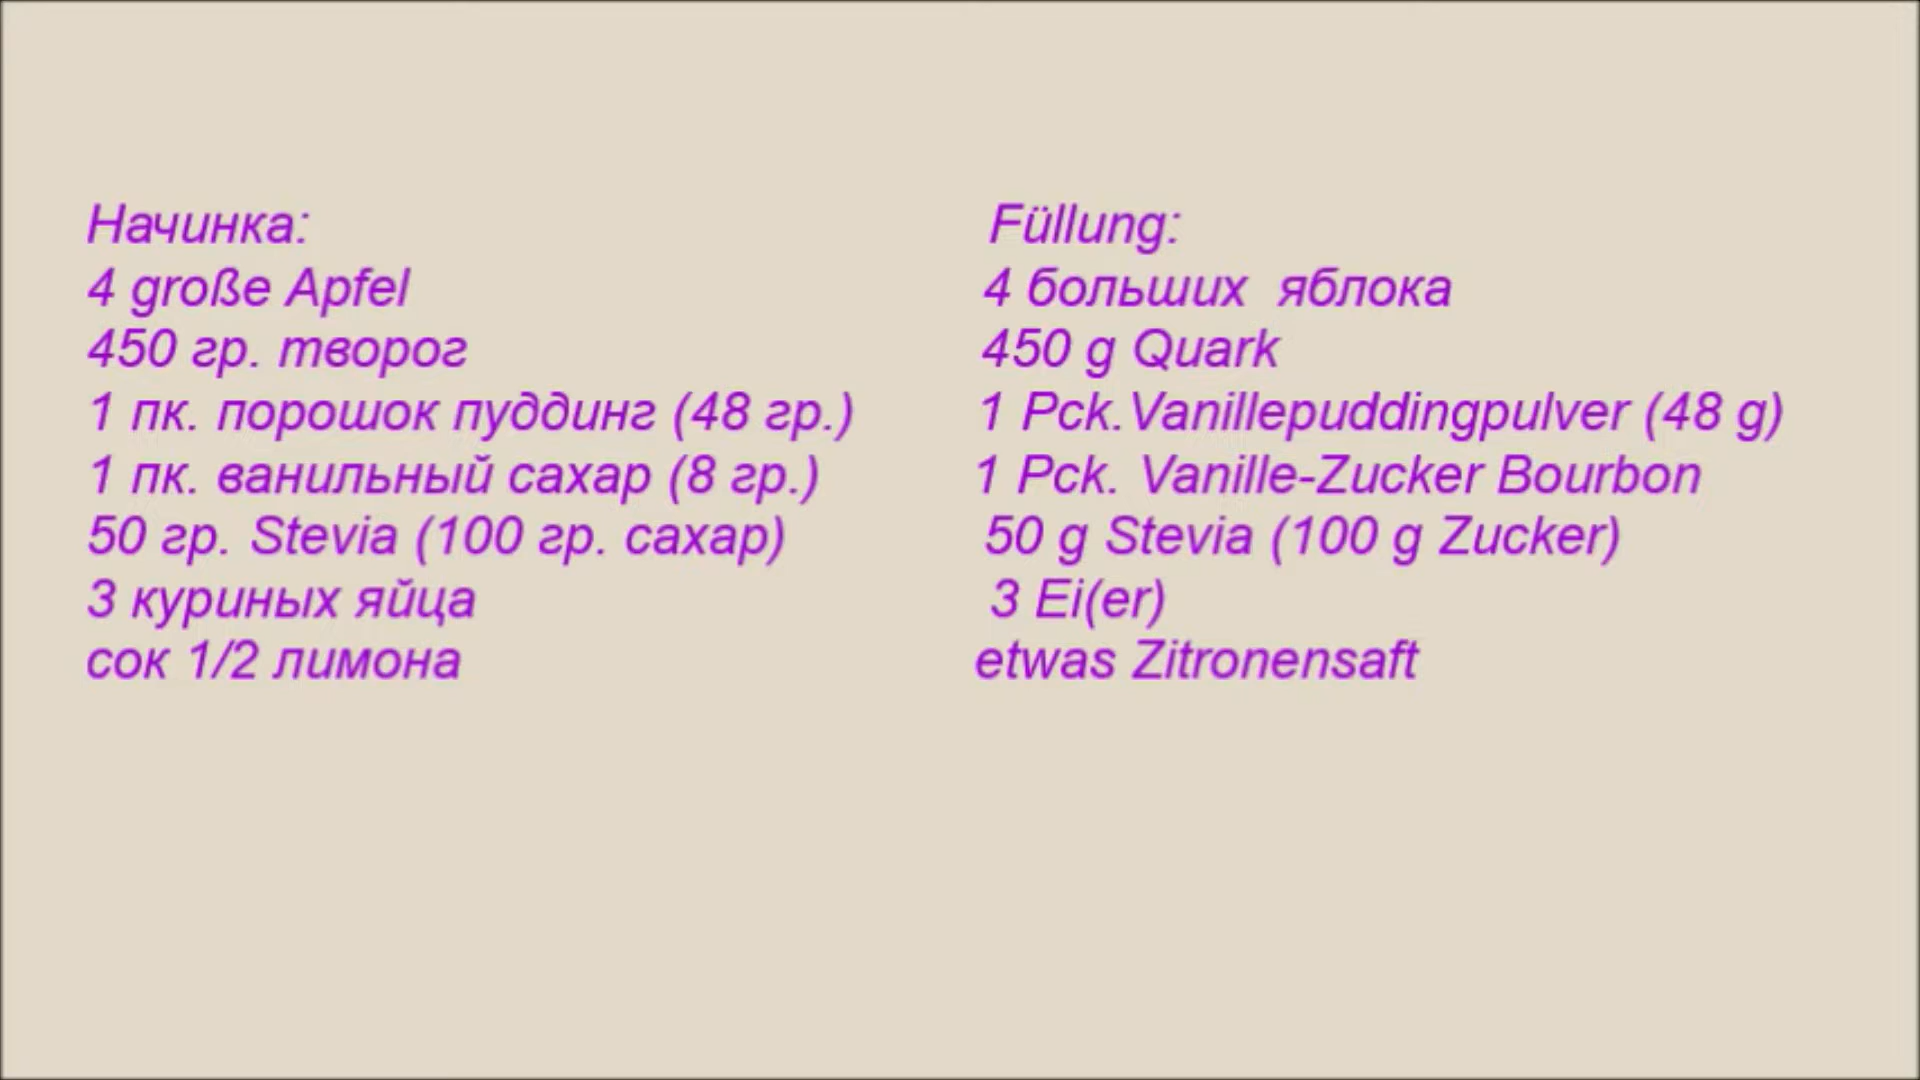 Начинка:
4 große Apfel
450 гр. творог
1 пк. порошок пуддинг (48 гр.)
1 пк. ванильный сахар (8 гр.)
50 гр. Stevia (100 гр. сахар)
3 куриных яйца
сок 1/2 лимона
Füllung:
4 больших яблока
450 g Quark
1 Pck.Vanillepuddingpulver (48 g)
1 Pck. Vanille-Zucker Bourbon
50 g Stevia (100 g Zucker)
3 Ei(er)
etwas Zitronensaft